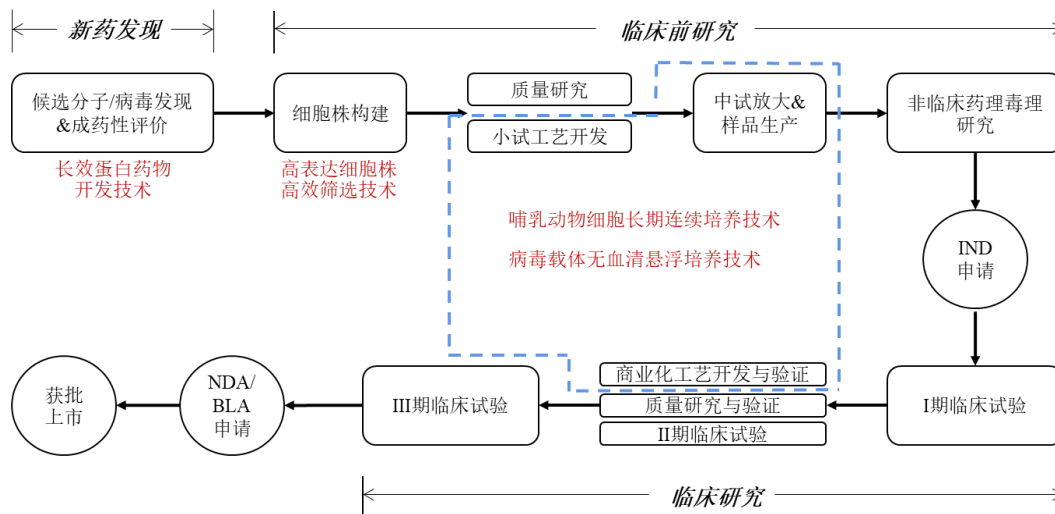 新药发现
临床前研究
候选分子/病毒发现
&成药性评价
细胞株构建
质量研究
小试工艺开发
中试放大&
样品生产
非临床药理毒理
研究
长效蛋白药物
开发技术
高表达细胞株
高效筛选技术
哺乳动物细胞长期连续培养技术
病毒载体无血清悬浮培养技术
IND
申请
获批
上市
NDA/
BLA
申请
III期临床试验
商业化工艺开发与验证
质量研究与验证
II期临床试验
I期临床试验
临床研究